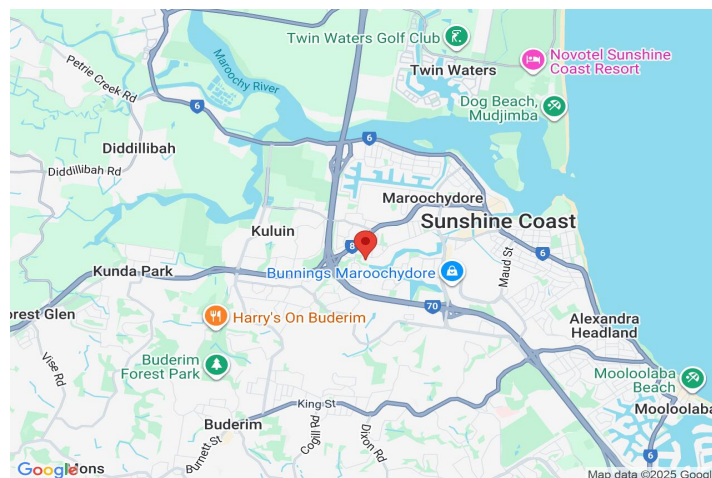 Twin Waters Golf Club
Novotel Sunshine
Coast Resort
Petrie Creek Rd
Maroochy River
Twin Waters
Dog Beach,
Mudjimba
6
6
Diddillibah
Diddillibah Rd
Maroochydore
Sunshine Coast
Kuluin
8
6
Maud St
Kunda Park
Bunnings Maroochydore
70
orest Glen
Harry's On Buderim
Alexandra
Headland
Vise Rd
Buderim
Forest Park
Mooloolaba
Beach
King St
Mooloolaba
Buderim
Burnett St
Cogill Rd
Dixon Rd
6
Google
Mons
Map data ©2025 Googl